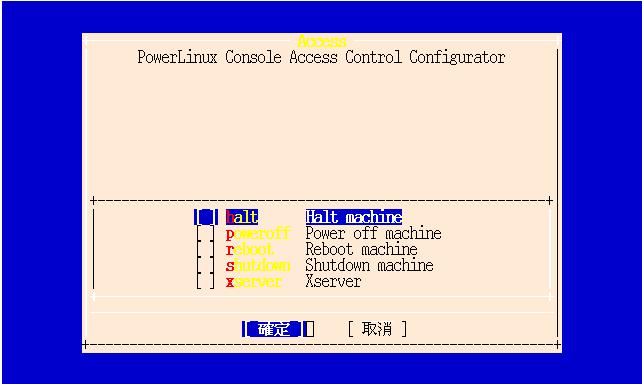 Access
PowerLinux Console Access Control Configurator
[ ] halt Halt machine
[ ] poweroff Power off machine
[ ] reboot Reboot machine
[ ] shutdown Shutdown machine
[ ] xserver Xserver
[ 確定 ] [ 取消 ]